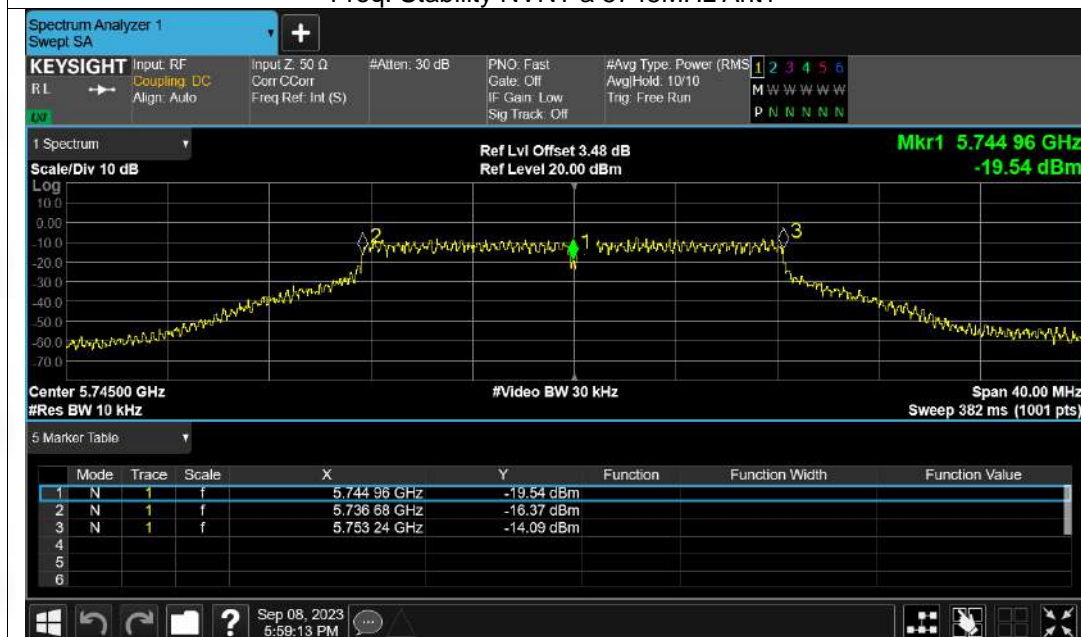 Freq. Stability NVNT a 5745MHz Ant1
Spectrum Analyzer 1
Swept SA
+
KEYSIGHT Input: RF Input Z: 50 Ω #Atten: 30 dB PNO: Fast #Avg Type: Power (RMS 1 2 3 4 5 6
RL Coupling: DC Corr CCorr Gate: Off Avg|Hold: 10/10 M W W W W W
Align: Auto Freq Ref: Int (S) IF Gain: Low Trig: Free Run
Sig Track: Off P N N N N N
LXI
1 Spectrum Ref Lvl Offset 3.48 dB Mkr1 5.744 96 GHz
Scale/Div 10 dB Ref Level 20.00 dBm -19.54 dBm
Log
10.0
0.00
-10.0
-20.0
-30.0
-40.0
-50.0
-60.0
-70.0
2 1 3
Center 5.74500 GHz #Video BW 30 kHz Span 40.00 MHz
#Res BW 10 kHz Sweep 382 ms (1001 pts)
5 Marker Table
Mode Trace Scale X Y Function Function Width Function Value
1 N 1 f 5.744 96 GHz -19.54 dBm
2 N 1 f 5.736 68 GHz -16.37 dBm
3 N 1 f 5.753 24 GHz -14.09 dBm
4
5
6
? Sep 08, 2023
5:59:13 PM